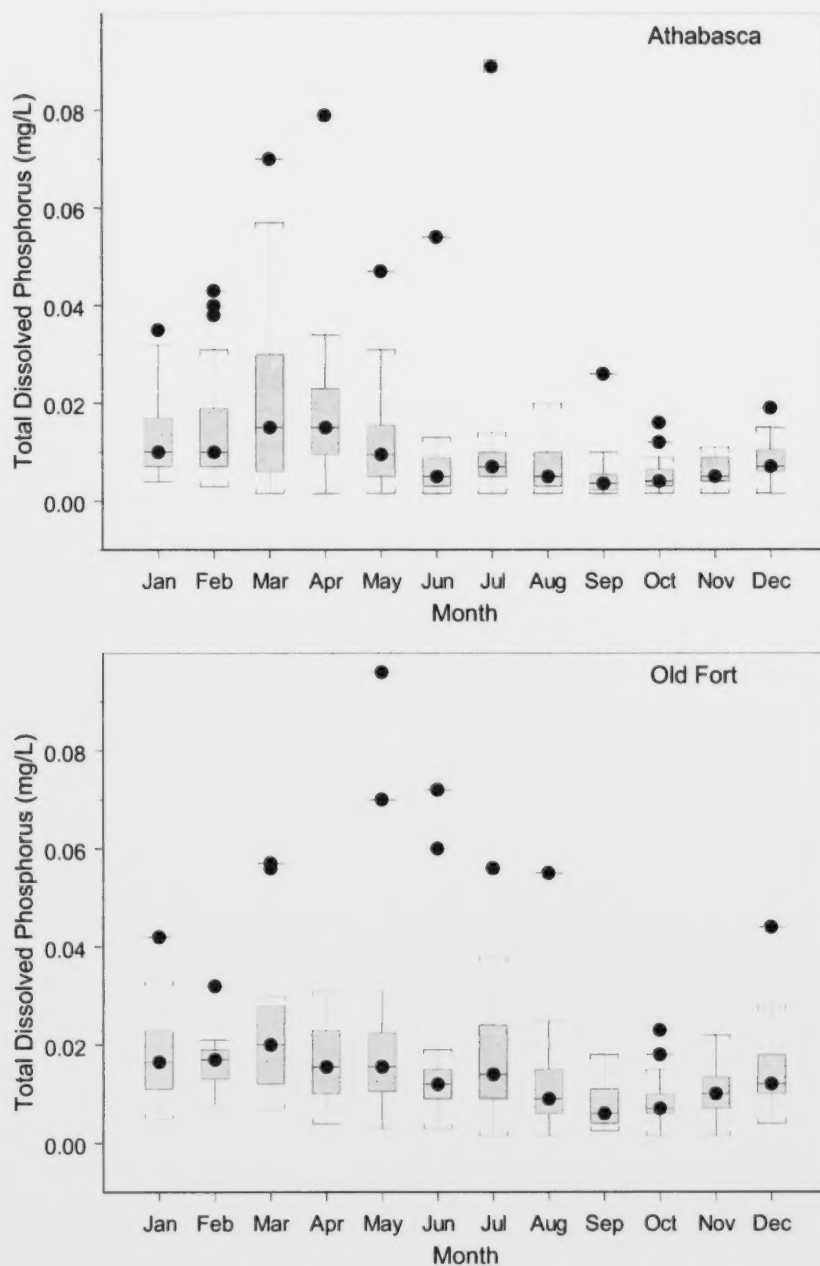 Athabasca
Total Dissolved Phosphorus (mg/L)
0.08
0.06
0.04
0.02
0.00
Jan Feb Mar Apr May Jun Jul Aug Sep Oct Nov Dec
Month
Old Fort
Total Dissolved Phosphorus (mg/L)
0.08
0.06
0.04
0.02
0.00
Jan Feb Mar Apr May Jun Jul Aug Sep Oct Nov Dec
Month